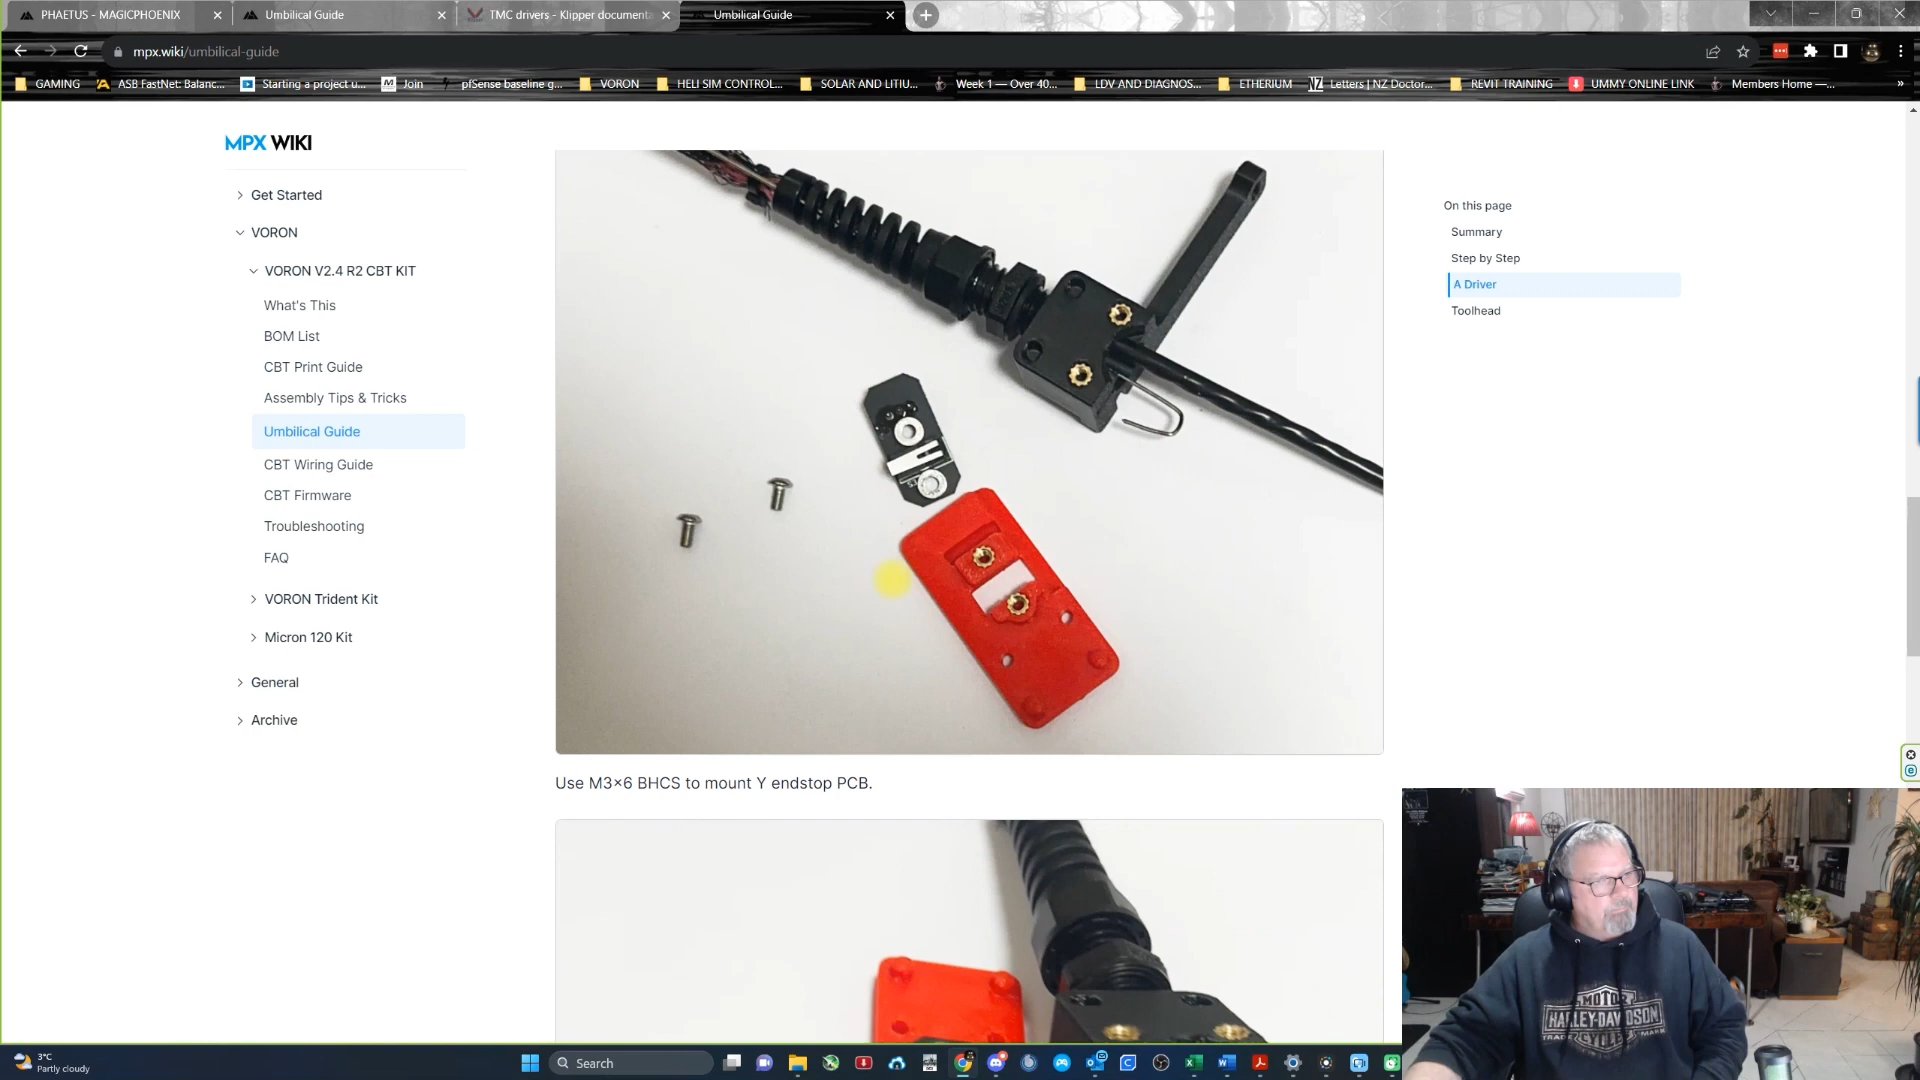 PHAETUS - MAGICPHOENIX
Umbilical Guide
TMC drivers - Klipper documenta
Umbilical Guide
mpx.wiki/umbilical-guide
GAMING
ASB FastNet: Balanc...
Starting a project u...
Join
pfSense baseline g...
VORON
HELI SIM CONTROL...
SOLAR AND LITIU...
Week 1 — Over 40...
LDV AND DIAGNOS...
ETHERIUM
Letters | NZ Doctor...
REVIT TRAINING
UMMY ONLINE LINK
Members Home —...
»
MPX WIKI
Get Started
VORON
VORON V2.4 R2 CBT KIT
What's This
BOM List
CBT Print Guide
Assembly Tips & Tricks
Umbilical Guide
CBT Wiring Guide
CBT Firmware
Troubleshooting
FAQ
VORON Trident Kit
Micron 120 Kit
General
Archive
On this page
Summary
Step by Step
A Driver
Toolhead
Use M3×6 BHCS to mount Y endstop PCB.
MOTOR
HARLEY-DAVIDSON
CYCLES
3°C
Partly cloudy
Search